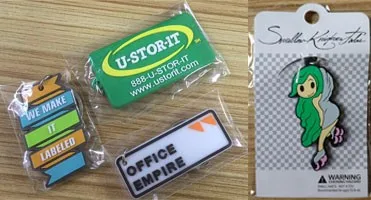 U-STOR-IT
888-U-STOR-IT
www.ustorit.com
WE MAKE
IT
LABELED
OFFICE
EMPIRE
WARNING